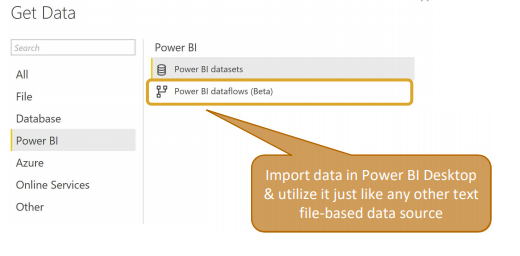 Get Data
Search
All
File
Database
Power BI
Azure
Online Services
Other
Power BI
Power BI datasets
Power BI dataflows (Beta)
Import data in Power BI Desktop
& utilize it just like any other text
file-based data source